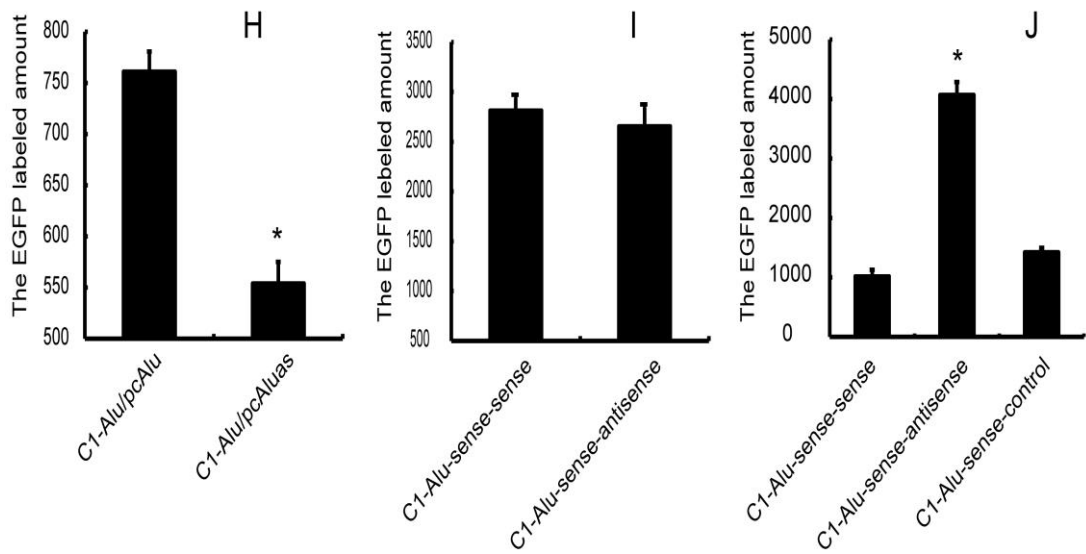 H
The EGFP labeled amount
800
750
700
650
600
550
500
*
C1-Alu/pcAlu
C1-Alu/pcAluas
I
The EGFP lebeled amount
3500
3000
2500
2000
1500
1000
500
C1-Alu-sense-sense
C1-Alu-sense-antisense
J
The EGFP labeled amount
5000
4000
3000
2000
1000
0
*
C1-Alu-sense-sense
C1-Alu-sense-antisense
C1-Alu-sense-control